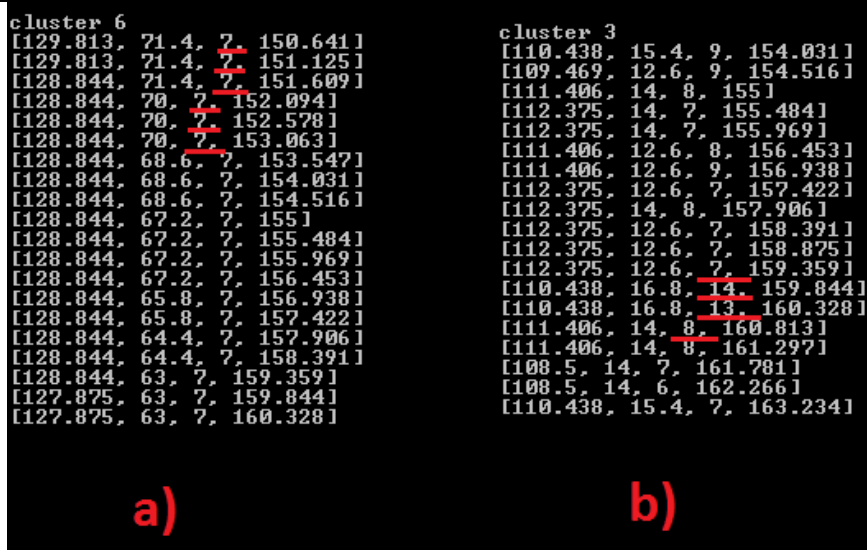 cluster 6
[129.813, 71.4, 7, 150.641]
[129.813, 71.4, 7, 151.125]
[128.844, 71.4, 7, 151.609]
[128.844, 70, 7, 152.094]
[128.844, 70, 7, 152.578]
[128.844, 70, 7, 153.063]
[128.844, 68.6, 7, 153.547]
[128.844, 68.6, 7, 154.031]
[128.844, 68.6, 7, 154.516]
[128.844, 67.2, 7, 155]
[128.844, 67.2, 7, 155.484]
[128.844, 67.2, 7, 155.969]
[128.844, 67.2, 7, 156.453]
[128.844, 65.8, 7, 156.938]
[128.844, 65.8, 7, 157.422]
[128.844, 64.4, 7, 157.906]
[128.844, 64.4, 7, 158.391]
[128.844, 63, 7, 159.359]
[127.875, 63, 7, 159.844]
[127.875, 63, 7, 160.328]
a)
cluster 3
[110.438, 15.4, 9, 154.031]
[109.469, 12.6, 9, 154.516]
[111.406, 14, 8, 155]
[112.375, 14, 7, 155.484]
[112.375, 14, 7, 155.969]
[111.406, 12.6, 8, 156.453]
[111.406, 12.6, 9, 156.938]
[112.375, 12.6, 7, 157.422]
[112.375, 14, 8, 157.906]
[112.375, 12.6, 7, 158.391]
[112.375, 12.6, 7, 158.875]
[112.375, 12.6, 7, 159.359]
[110.438, 16.8, 14, 159.844]
[110.438, 16.8, 13, 160.328]
[111.406, 14, 8, 160.813]
[111.406, 14, 8, 161.297]
[108.5, 14, 7, 161.781]
[108.5, 14, 6, 162.266]
[110.438, 15.4, 7, 163.234]
b)